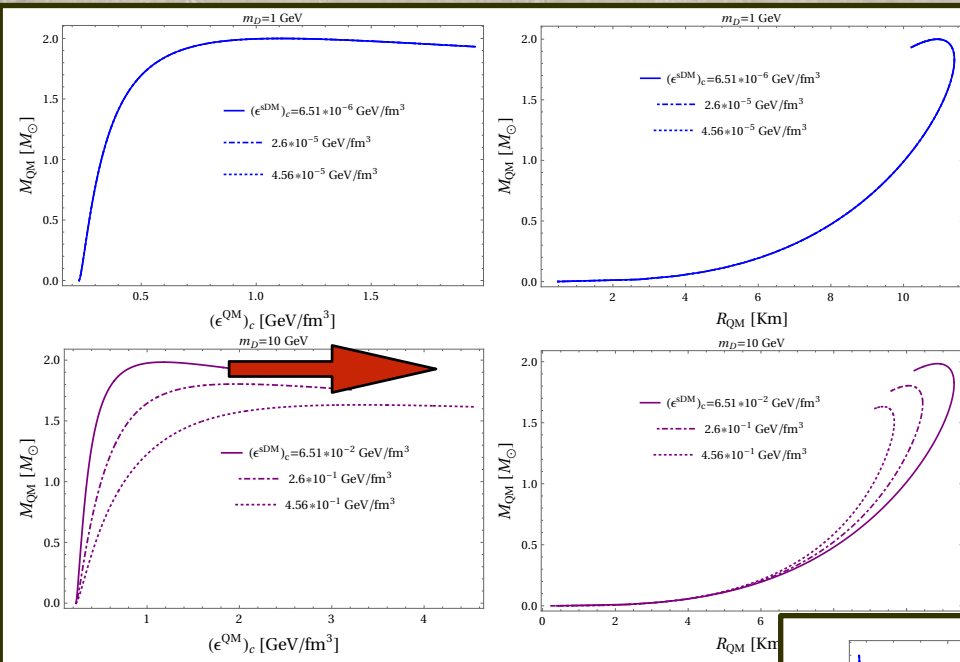 m_D=1 GeV
M_QM [M_⊙]
2.0
1.5
1.0
0.5
0.0
(ϵ^sDM)_c=6.51*10^-6 GeV/fm^3
2.6*10^-5 GeV/fm^3
4.56*10^-5 GeV/fm^3
0.5 1.0 1.5
(ϵ^QM)_c [GeV/fm^3]
m_D=1 GeV
M_QM [M_⊙]
2.0
1.5
1.0
0.5
0.0
(ϵ^sDM)_c=6.51*10^-6 GeV/fm^3
2.6*10^-5 GeV/fm^3
4.56*10^-5 GeV/fm^3
2 4 6 8 10
R_QM [Km]
m_D=10 GeV
M_QM [M_⊙]
2.0
1.5
1.0
0.5
0.0
(ϵ^sDM)_c=6.51*10^-2 GeV/fm^3
2.6*10^-1 GeV/fm^3
4.56*10^-1 GeV/fm^3
1 2 3 4
(ϵ^QM)_c [GeV/fm^3]
m_D=10 GeV
M_QM [M_⊙]
2.0
1.5
1.0
0.5
0.0
(ϵ^sDM)_c=6.51*10^-2 GeV/fm^3
2.6*10^-1 GeV/fm^3
4.56*10^-1 GeV/fm^3
0 2 4 6
R_QM [Km